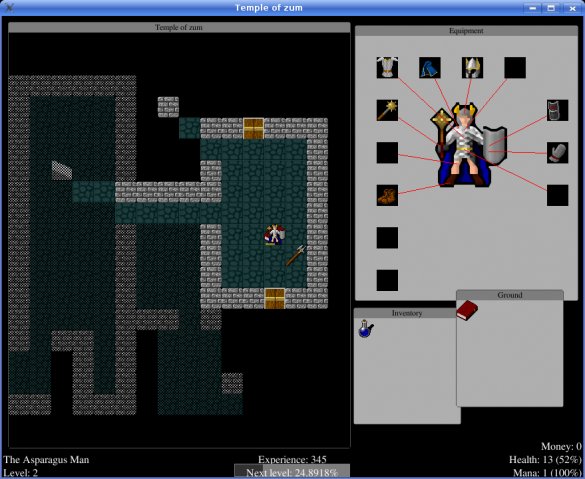 Temple of zum
Temple of zum
Equipment
Ground
Inventory
Money: 0
The Asparagus Man
Experience: 345
Health: 13 (52%)
Level: 2
Next level: 24.8918%
Mana: 1 (100%)